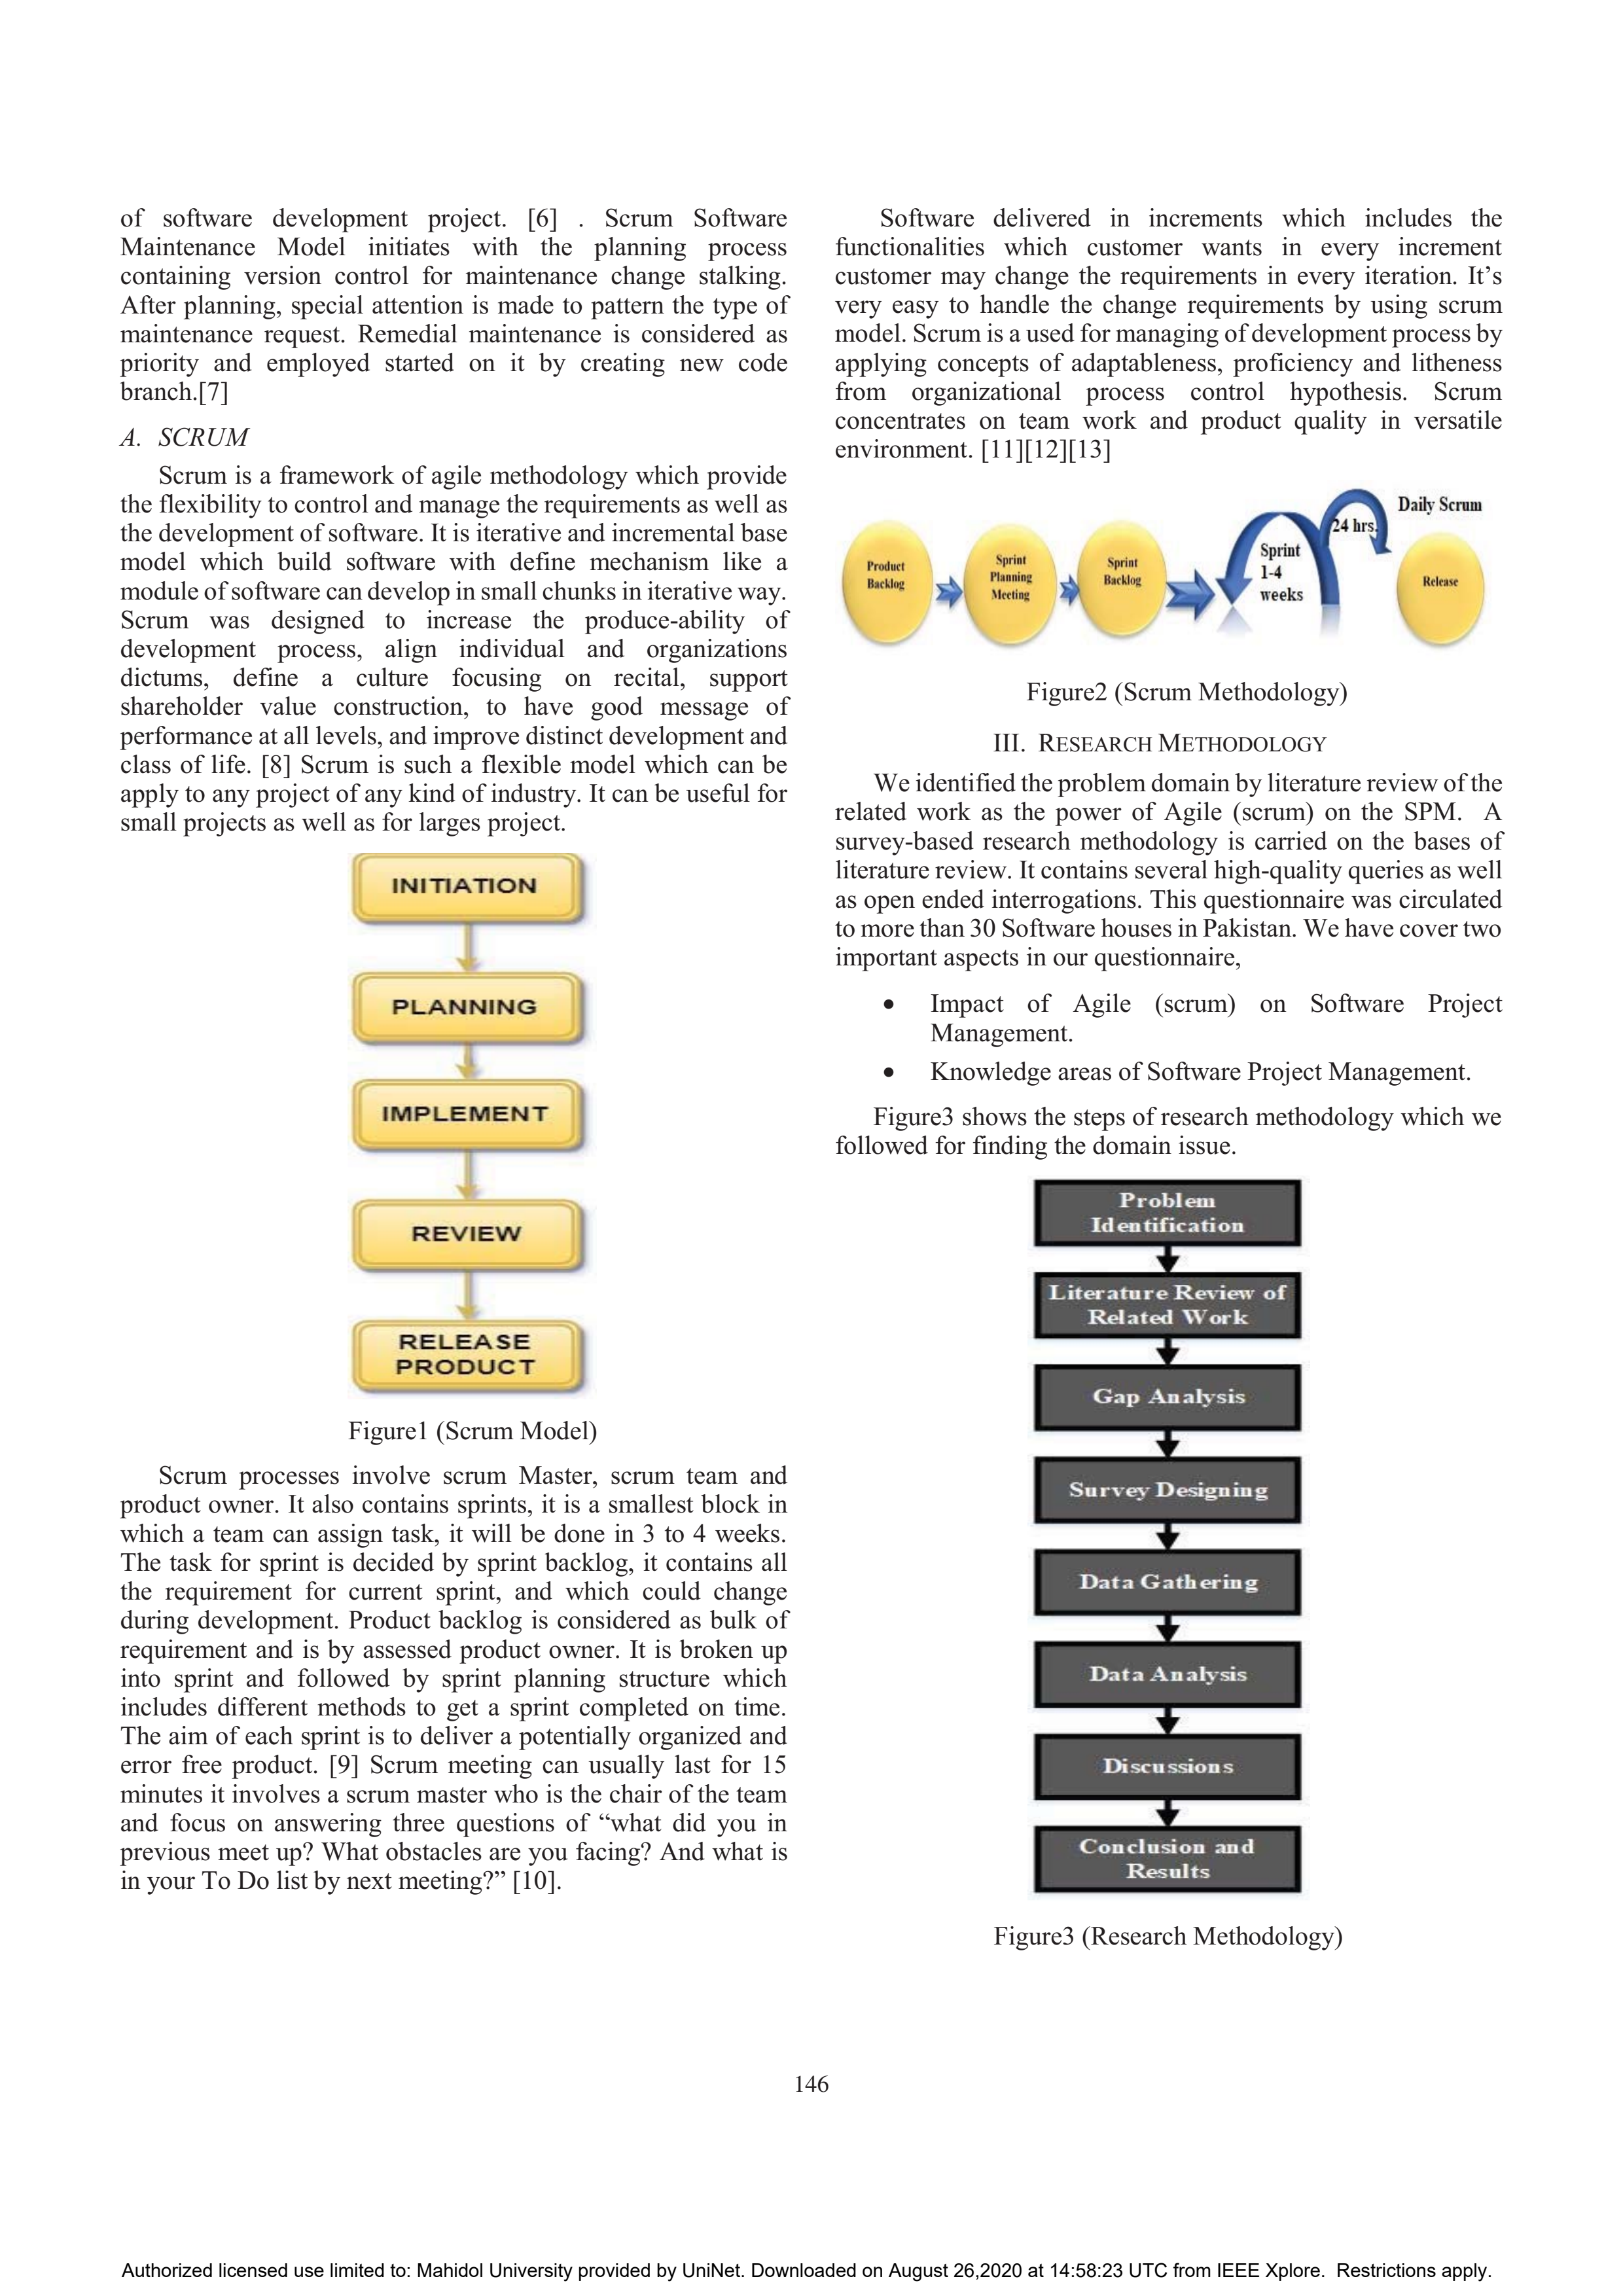 of software development project. [6] . Scrum Software
Maintenance Model initiates with the planning process
containing version control for maintenance change stalking.
After planning, special attention is made to pattern the type of
maintenance request. Remedial maintenance is considered as
priority and employed started on it by creating new code
branch.[7]
A. SCRUM
Scrum is a framework of agile methodology which provide
the flexibility to control and manage the requirements as well as
the development of software. It is iterative and incremental base
model which build software with define mechanism like a
module of software can develop in small chunks in iterative way.
Scrum was designed to increase the produce-ability of
development process, align individual and organizations
dictums, define a culture focusing on recital, support
shareholder value construction, to have good message of
performance at all levels, and improve distinct development and
class of life. [8] Scrum is such a flexible model which can be
apply to any project of any kind of industry. It can be useful for
small projects as well as for larges project.
INITIATION
PLANNING
IMPLEMENT
REVIEW
RELEASE
PRODUCT
Figure1 (Scrum Model)
Scrum processes involve scrum Master, scrum team and
product owner. It also contains sprints, it is a smallest block in
which a team can assign task, it will be done in 3 to 4 weeks.
The task for sprint is decided by sprint backlog, it contains all
the requirement for current sprint, and which could change
during development. Product backlog is considered as bulk of
requirement and is by assessed product owner. It is broken up
into sprint and followed by sprint planning structure which
includes different methods to get a sprint completed on time.
The aim of each sprint is to deliver a potentially organized and
error free product. [9] Scrum meeting can usually last for 15
minutes it involves a scrum master who is the chair of the team
and focus on answering three questions of “what did you in
previous meet up? What obstacles are you facing? And what is
in your To Do list by next meeting?” [10].
Software delivered in increments which includes the
functionalities which customer wants in every increment
customer may change the requirements in every iteration. It’s
very easy to handle the change requirements by using scrum
model. Scrum is a used for managing of development process by
applying concepts of adaptableness, proficiency and litheness
from organizational process control hypothesis. Scrum
concentrates on team work and product quality in versatile
environment. [11][12][13]
Product
Backlog
Sprint
Planning
Meeting
Sprint
Backlog
Sprint
1-4
weeks
24 hrs.
Daily Scrum
Release
Figure2 (Scrum Methodology)
III. RESEARCH METHODOLOGY
We identified the problem domain by literature review of the
related work as the power of Agile (scrum) on the SPM. A
survey-based research methodology is carried on the bases of
literature review. It contains several high-quality queries as well
as open ended interrogations. This questionnaire was circulated
to more than 30 Software houses in Pakistan. We have cover two
important aspects in our questionnaire,
• Impact of Agile (scrum) on Software Project
Management.
• Knowledge areas of Software Project Management.
Figure3 shows the steps of research methodology which we
followed for finding the domain issue.
Problem
Identification
Literature Review of
Related Work
Gap Analysis
Survey Designing
Data Gathering
Data Analysis
Discussions
Conclusion and
Results
Figure3 (Research Methodology)
146
Authorized licensed use limited to: Mahidol University provided by UniNet. Downloaded on August 26,2020 at 14:58:23 UTC from IEEE Xplore. Restrictions apply.